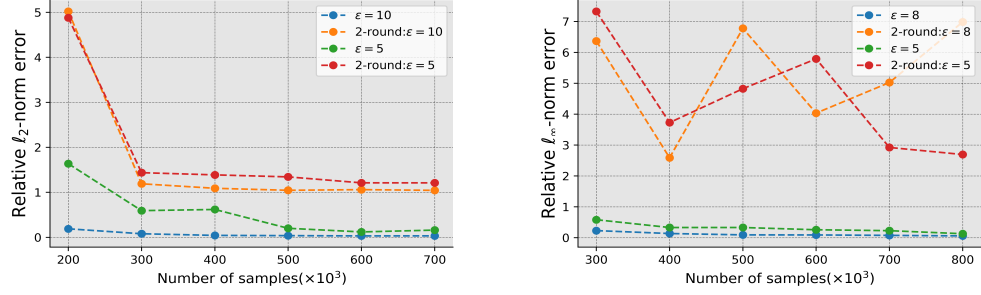 Relative ℓ₂-norm error
5
4
3
2
1
0
200
300
400
500
600
700
Number of samples(×10³)
ε = 10
2-round:ε = 10
ε = 5
2-round:ε = 5
Relative ℓ∞-norm error
7
6
5
4
3
2
1
0
300
400
500
600
700
800
Number of samples(×10³)
ε = 8
2-round:ε = 8
ε = 5
2-round:ε = 5